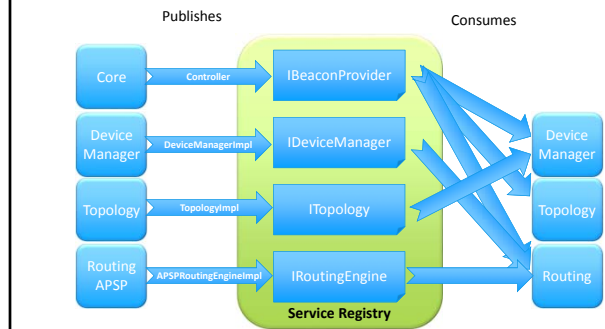 Publishes
Consumes
Core
Controller
IBeaconProvider
Device
Manager
DeviceManagerImpl
IDeviceManager
Device
Manager
Topology
TopologyImpl
ITopology
Topology
Routing
APSP
APSPRoutingEngineImpl
IRoutingEngine
Routing
Service Registry